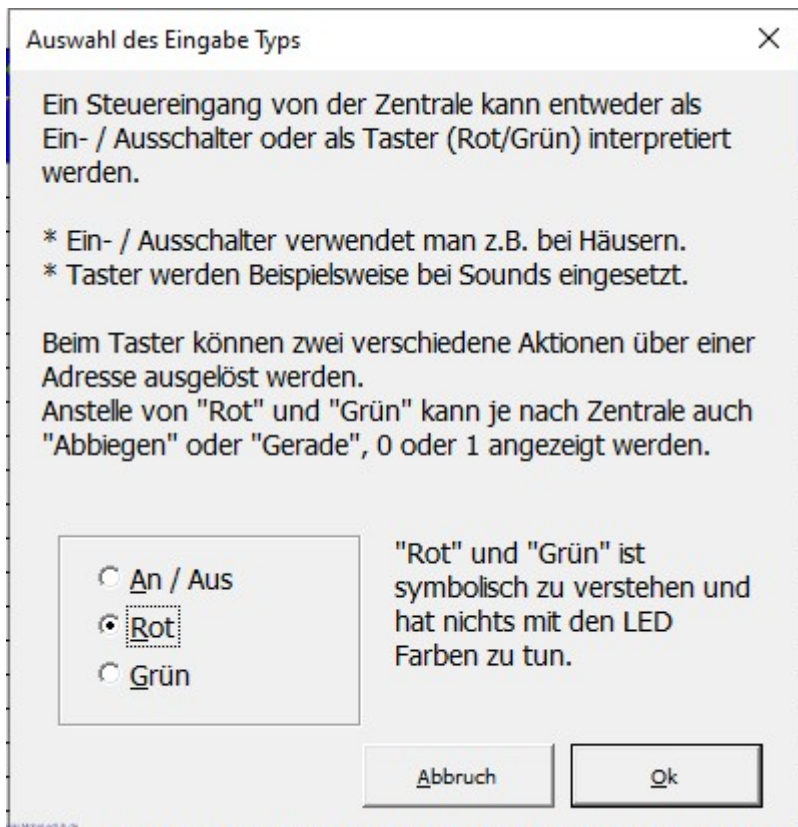 Auswahl des Eingabe Typs
Ein Steuereingang von der Zentrale kann entweder als
Ein- / Ausschalter oder als Taster (Rot/Grün) interpretiert
werden.
* Ein- / Ausschalter verwendet man z.B. bei Häusern.
* Taster werden Beispielsweise bei Sounds eingesetzt.
Beim Taster können zwei verschiedene Aktionen über einer
Adresse ausgelöst werden.
Anstelle von "Rot" und "Grün" kann je nach Zentrale auch
"Abbiegen" oder "Gerade", 0 oder 1 angezeigt werden.
An / Aus
Rot
Grün
"Rot" und "Grün" ist
symbolisch zu verstehen und
hat nichts mit den LED
Farben zu tun.
Abbruch
Ok